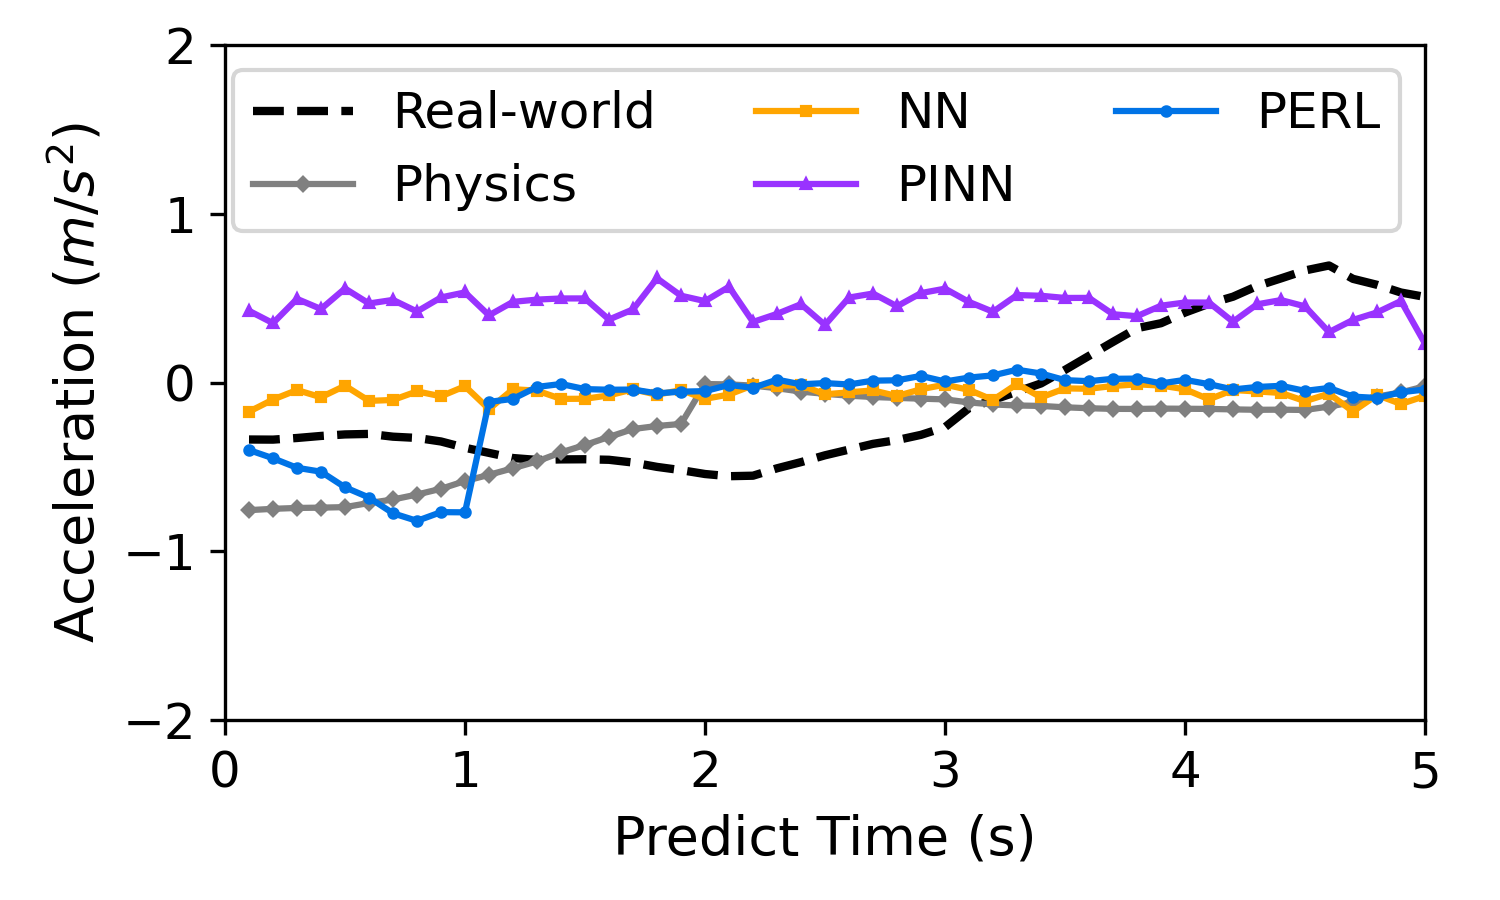 2
1
0
−1
−2
Acceleration (m/s²)
Real-world
Physics
NN
PINN
PERL
0 1 2 3 4 5
Predict Time (s)